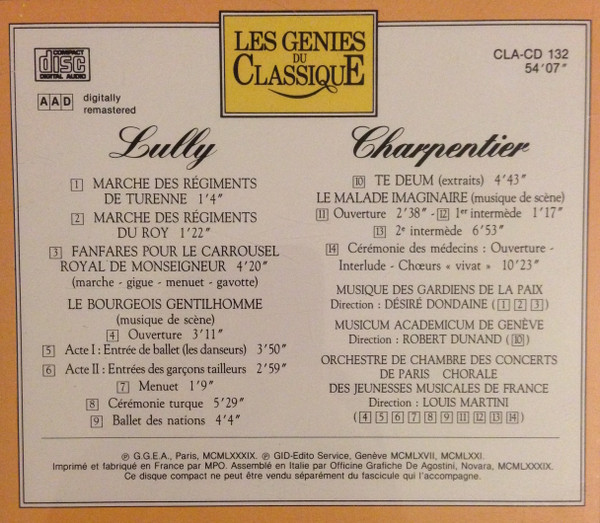 COMPACT
disc
DIGITAL AUDIO
AAD digitally
remastered
LES GENIES
DU
CLASSIQUE
CLA-CD 132
54'07"
Lully
1 MARCHE DES RÉGIMENTS
DE TURENNE 1'4"
2 MARCHE DES RÉGIMENTS
DU ROY 1'22"
3 FANFARES POUR LE CARROUSEL
ROYAL DE MONSEIGNEUR 4'20"
(marche - gigue - menuet - gavotte)
LE BOURGEOIS GENTILHOMME
(musique de scène)
4 Ouverture 3'11"
5 Acte I : Entrée de ballet (les danseurs) 3'50"
6 Acte II : Entrées des garçons tailleurs 2'59"
7 Menuet 1'9"
8 Cérémonie turque 5'29"
9 Ballet des nations 4'4"
Charpentier
10 TE DEUM (extraits) 4'43"
LE MALADE IMAGINAIRE (musique de scène)
11 Ouverture 2'38" - 12 1er intermède 1'17"
13 2e intermède 6'53"
14 Cérémonie des médecins : Ouverture -
Interlude - Chœurs « vivat » 10'23"
MUSIQUE DES GARDIENS DE LA PAIX
Direction : DÉSIRÉ DONDAINE (1 2 3)
MUSICUM ACADEMICUM DE GENÈVE
Direction : ROBERT DUNAND (10)
ORCHESTRE DE CHAMBRE DES CONCERTS
DE PARIS CHORALE
DES JEUNESSES MUSICALES DE FRANCE
Direction : LOUIS MARTINI
(4 5 6 7 8 9 11 12 13 14)
℗ G.G.E.A., Paris, MCMLXXXIX. ℗ GID-Edito Service, Genève MCMLXVII, MCMLXXI.
Imprimé et fabriqué en France par MPO. Assemblé en Italie par Officine Grafiche De Agostini, Novara, MCMLXXXIX.
Ce disque compact ne peut être vendu séparément du fascicule qui l'accompagne.